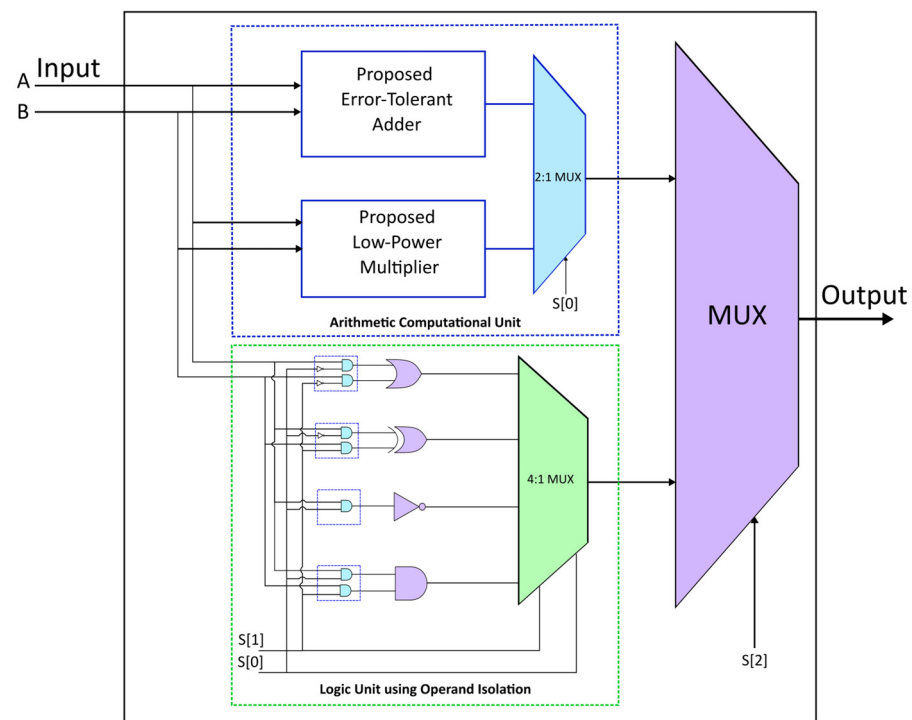 Input
A
B
Proposed
Error-Tolerant
Adder
2:1 MUX
Proposed
Low-Power
Multiplier
S[0]
Arithmetic Computational Unit
MUX
Output
4:1 MUX
S[1]
S[0]
S[2]
Logic Unit using Operand Isolation